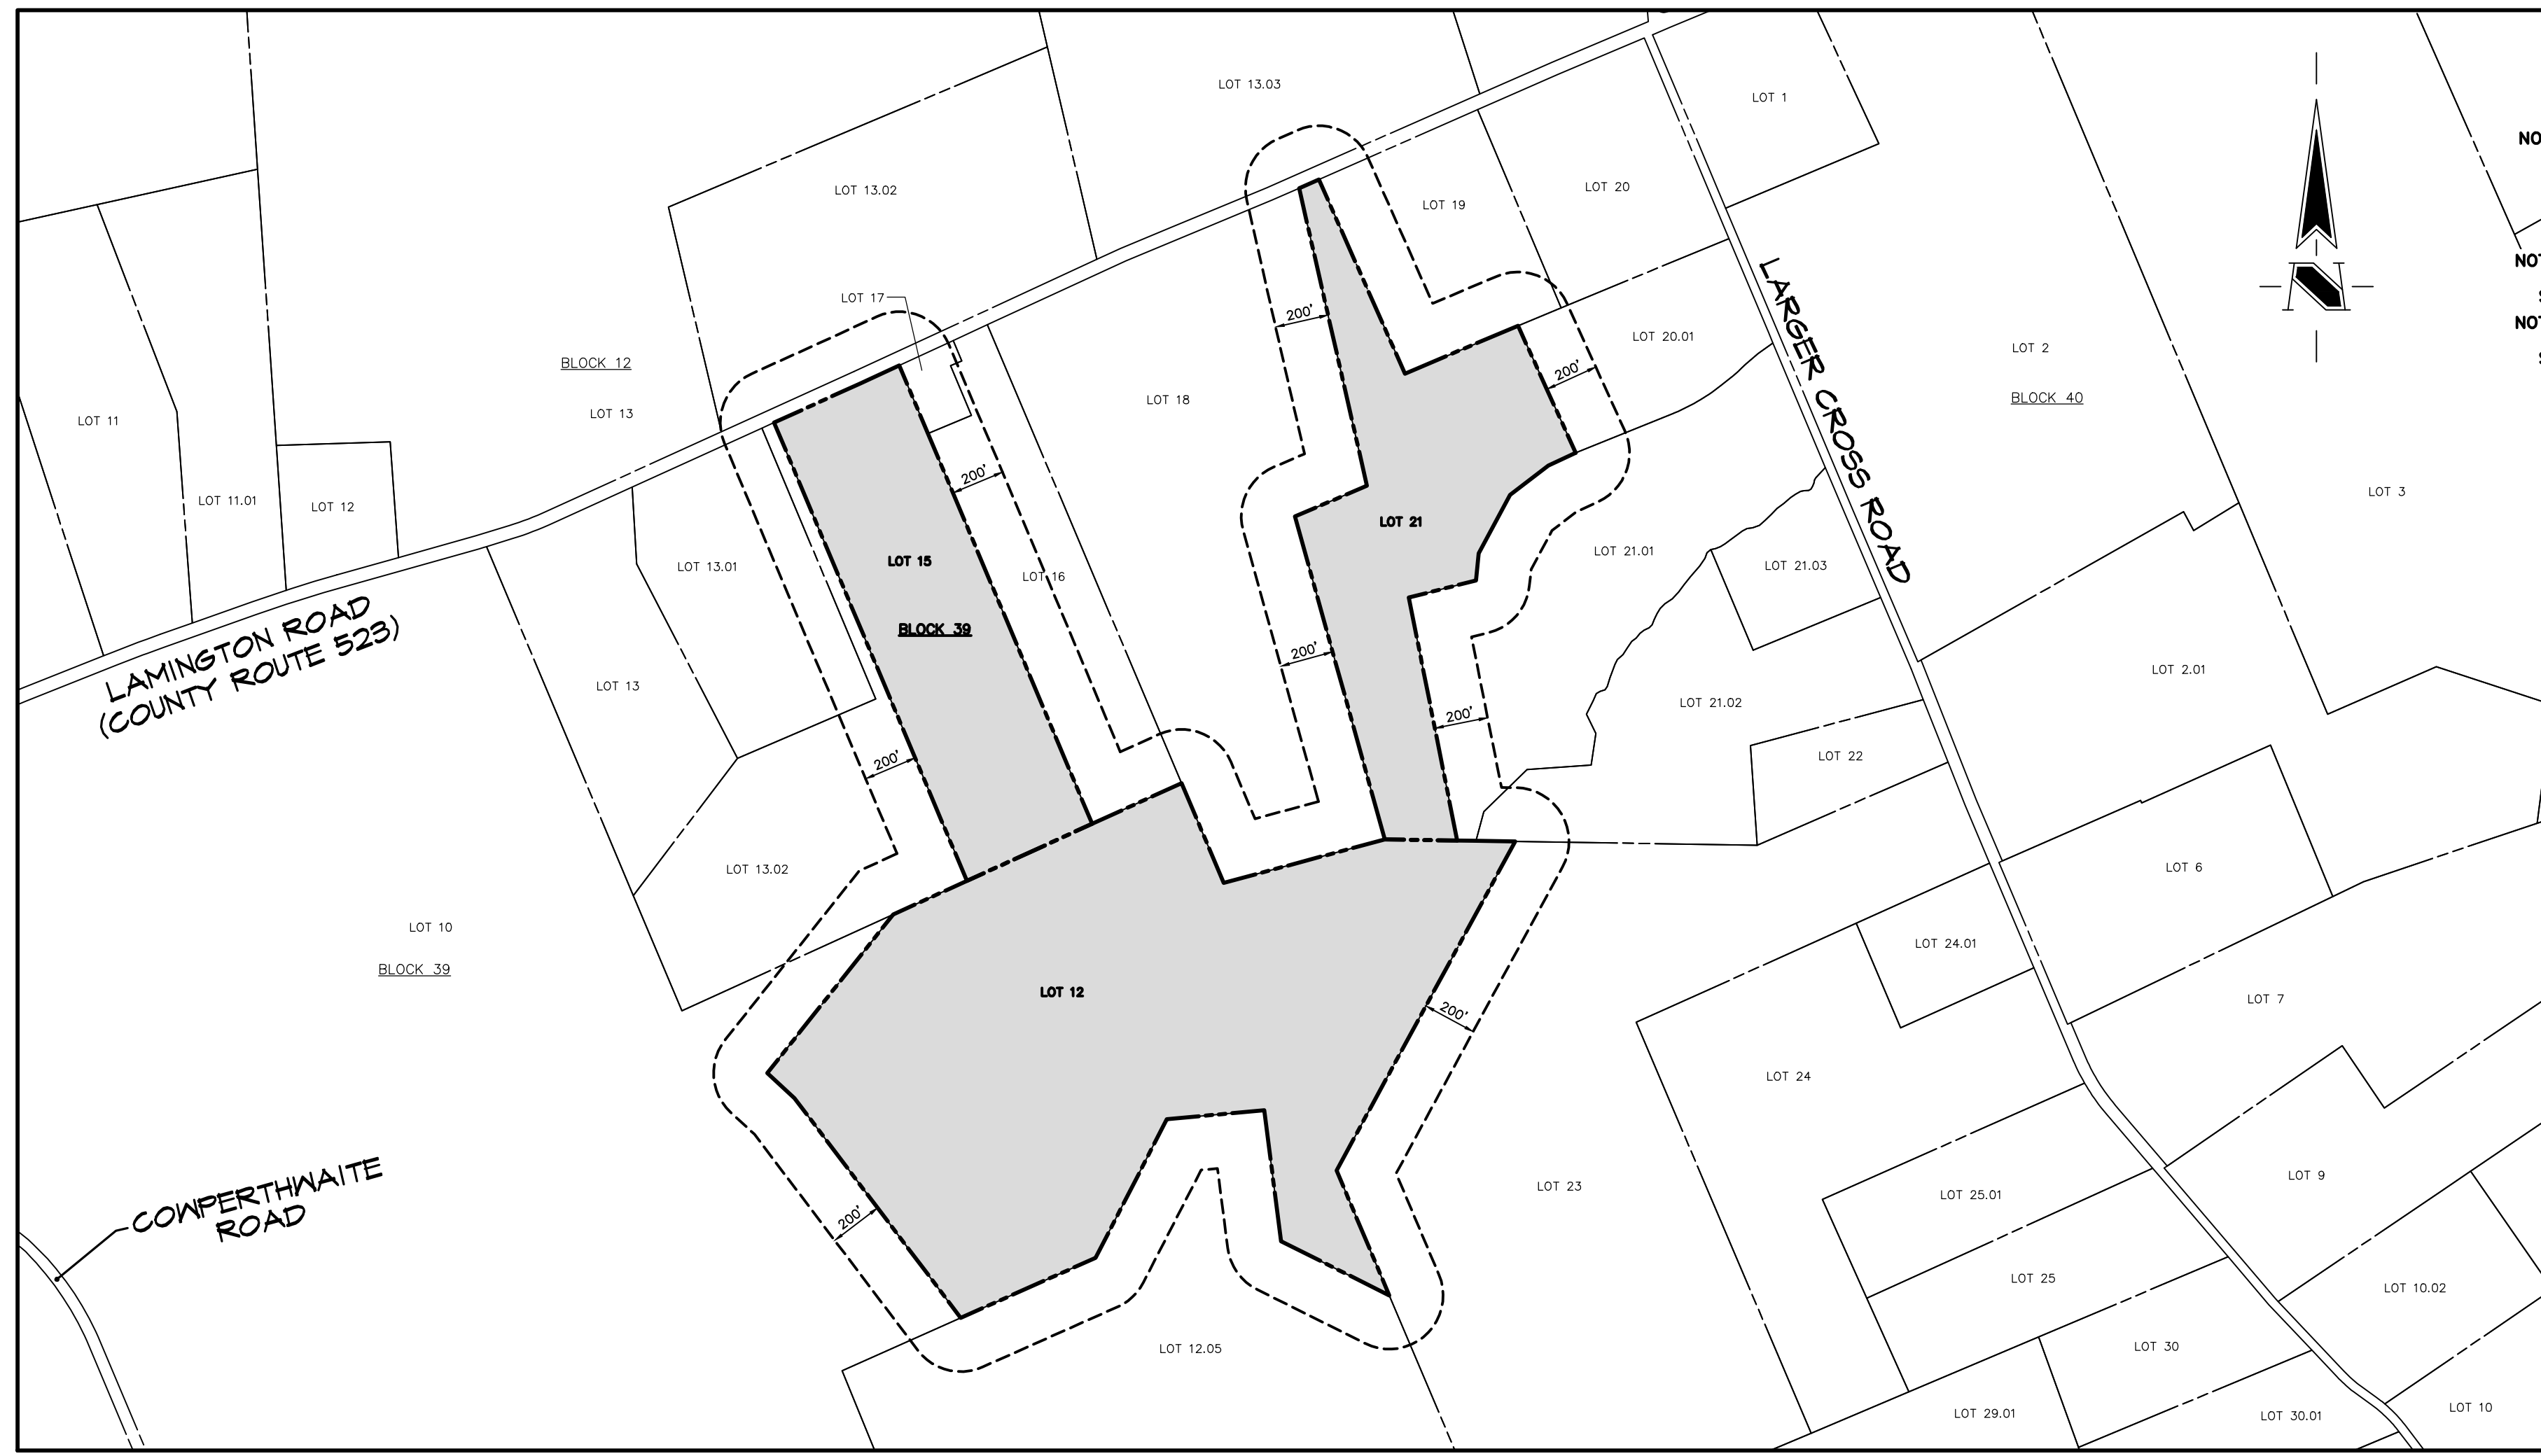 LOT 13.03
LOT 1
NO
LOT 13.02
LOT 20
LOT 19
NOT
LOT 17
LARGER CROSS ROAD
S
200'
NOT
LOT 20.01
LOT 2
S
BLOCK 12
200'
BLOCK 40
LOT 18
LOT 13
LOT 11
200'
LOT 3
LOT 11.01
LOT 12
LOT 21
LOT 21.01
LOT 15
LOT 13.01
LOT 16
LOT 21.03
BLOCK 39
LAMINGTON ROAD
(COUNTY ROUTE 523)
200'
LOT 2.01
LOT 13
LOT 21.02
200'
LOT 22
200'
LOT 13.02
LOT 6
LOT 10
LOT 24.01
BLOCK 39
LOT 12
LOT 7
200'
LOT 24
LOT 9
COWPERTHWAITE
ROAD
LOT 23
LOT 25.01
200'
LOT 25
LOT 10.02
LOT 12.05
LOT 30
LOT 10
LOT 29.01
LOT 30.01
N